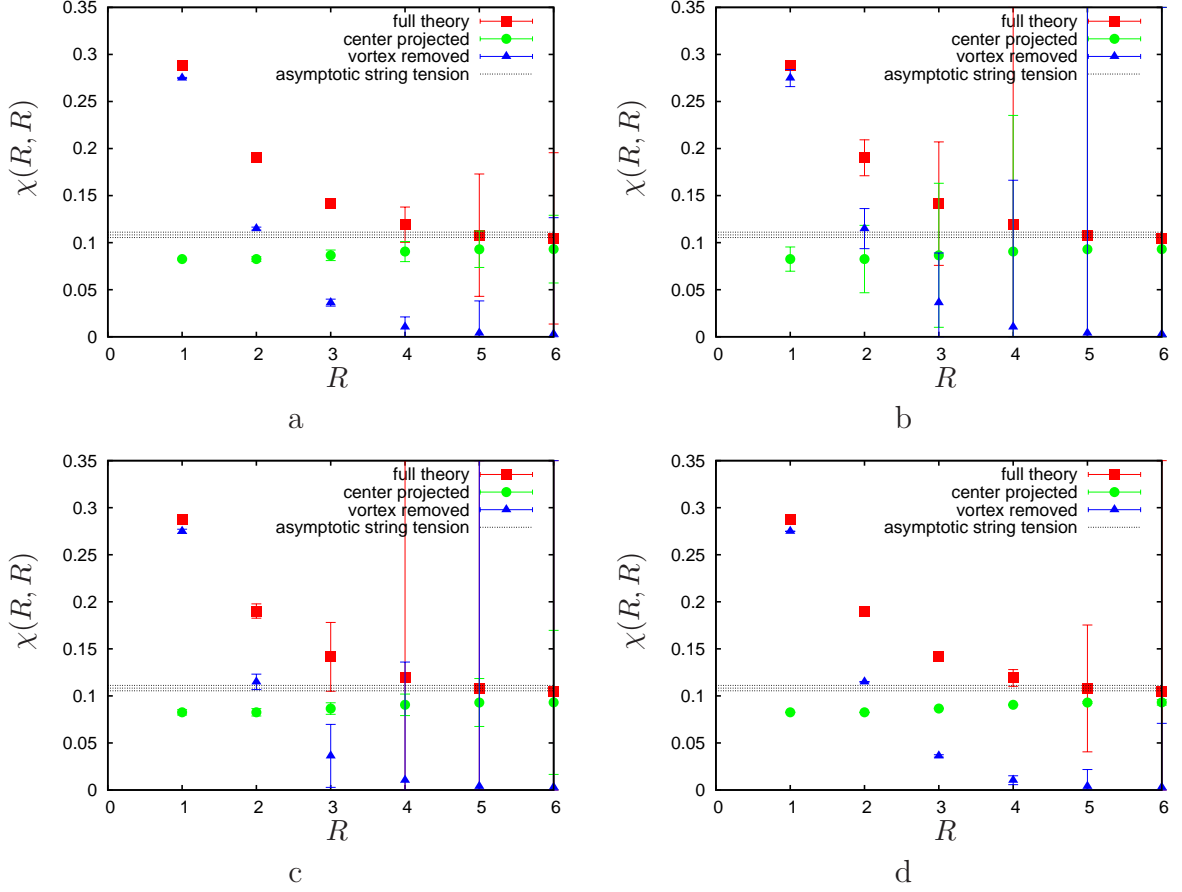 0.35
0.3
0.25
0.2
0.15
0.1
0.05
0
0 1 2 3 4 5 6
χ(R, R)
R
full theory
center projected
vortex removed
asymptotic string tension
a
0.35
0.3
0.25
0.2
0.15
0.1
0.05
0
0 1 2 3 4 5 6
χ(R, R)
R
full theory
center projected
vortex removed
asymptotic string tension
b
0.35
0.3
0.25
0.2
0.15
0.1
0.05
0
0 1 2 3 4 5 6
χ(R, R)
R
full theory
center projected
vortex removed
asymptotic string tension
c
0.35
0.3
0.25
0.2
0.15
0.1
0.05
0
0 1 2 3 4 5 6
χ(R, R)
R
full theory
center projected
vortex removed
asymptotic string tension
d